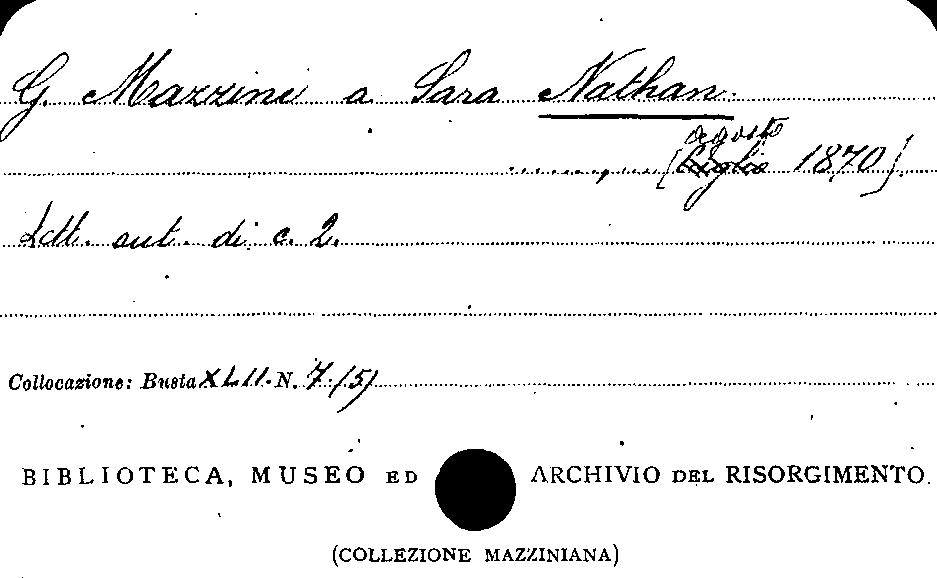 G. Mazzini a Sara Nathan.
agosto
[Luglio 1870].
Lett. aut. di c. 2.
Collocazione: Busta XLII. N. 7 (5)
BIBLIOTECA, MUSEO ED ARCHIVIO DEL RISORGIMENTO.
(COLLEZIONE MAZZINIANA)